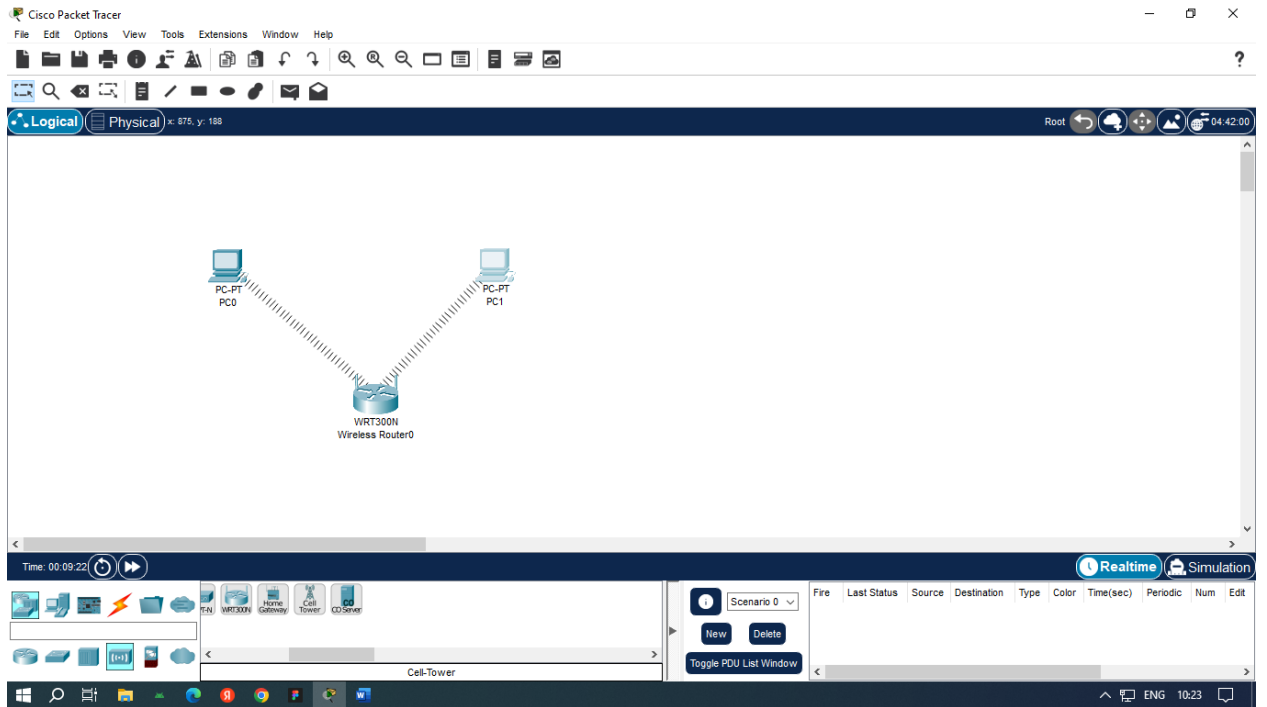 Cisco Packet Tracer
File Edit Options View Tools Extensions Window Help
?
Logical Physical x: 875, y: 188 Root 04:42:00
PC-PT
PC0
PC-PT
PC1
WRT300N
Wireless Router0
Time: 00:09:22 Realtime Simulation
T-N WRT300N Home Gateway Cell Tower CO Server
Scenario 0
New Delete
Toggle PDU List Window
Fire Last Status Source Destination Type Color Time(sec) Periodic Num Edit
Cell-Tower
ENG 10:23